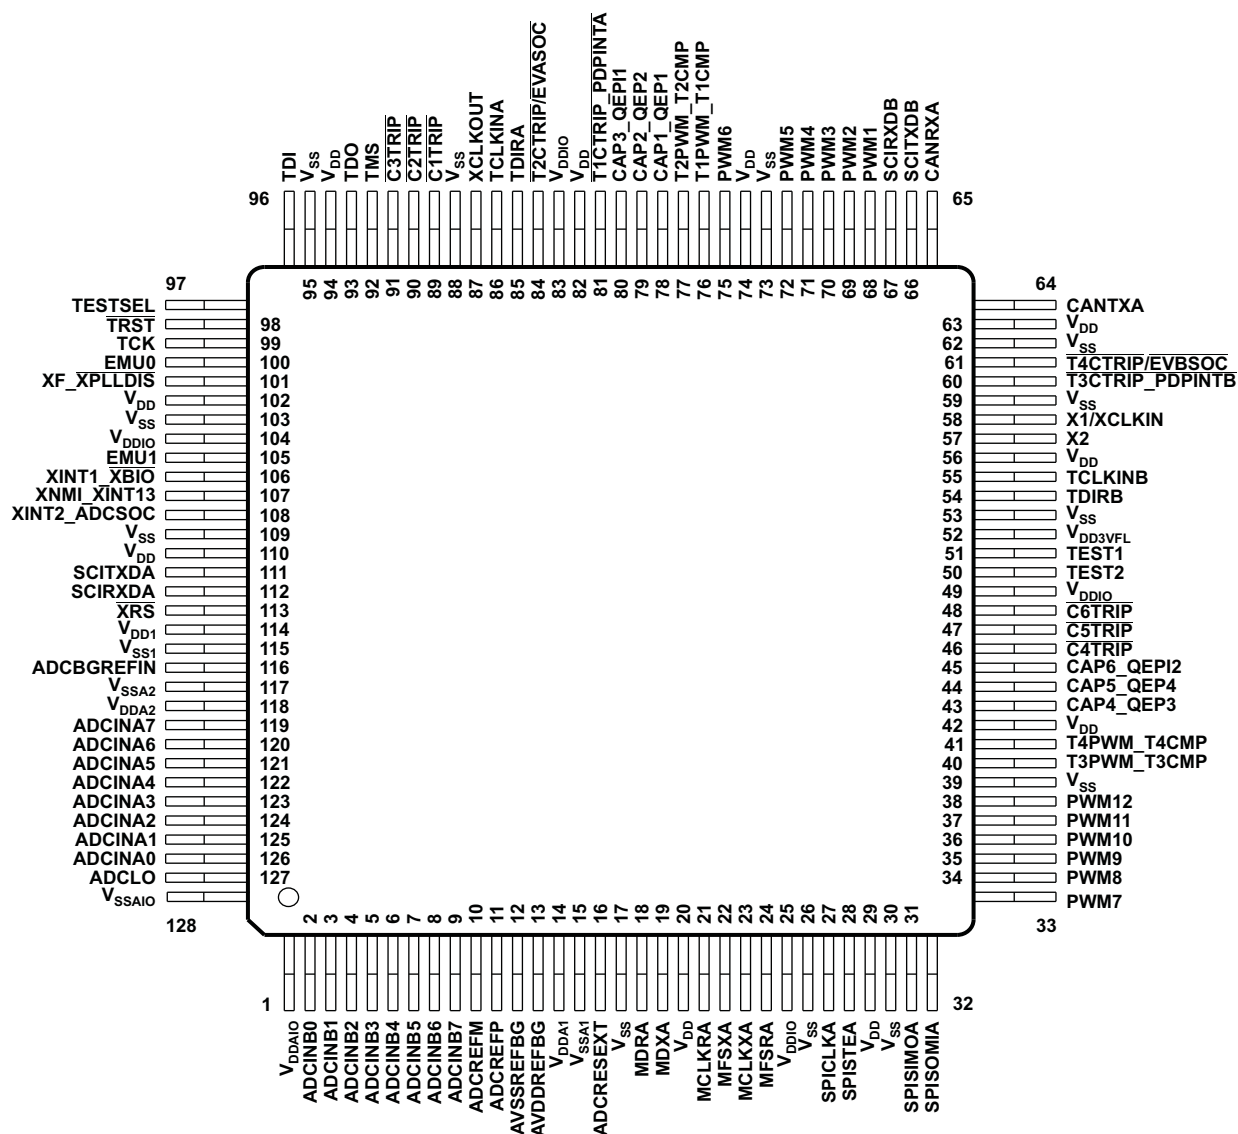 96
TDI
VSS
VDD
TDO
TMS
C3TRIP
C2TRIP
C1TRIP
VSS
XCLKOUT
TCLKINA
TDIRA
T2CTRIP/EVASOC
VDDIO
VDD
T1CTRIP_PDPINTA
CAP3_QEPI1
CAP2_QEP2
CAP1_QEP1
T2PWM_T2CMP
T1PWM_T1CMP
PWM6
VDD
VSS
PWM5
PWM4
PWM3
PWM2
PWM1
SCIRXDB
SCITXDB
CANRXA
65
95
94
93
92
91
90
89
88
87
86
85
84
83
82
81
80
79
78
77
76
75
74
73
72
71
70
69
68
67
66
97
TESTSEL
TRST 98
TCK 99
EMU0 100
XF_XPLLDIS 101
VDD 102
VSS 103
VDDIO 104
EMU1 105
XINT1_XBIO 106
XNMI_XINT13 107
XINT2_ADCSOC 108
VSS 109
VDD 110
SCITXDA 111
SCIRXDA 112
XRS 113
VDD1 114
VSS1 115
ADCBGREFIN 116
VSSA2 117
VDDA2 118
ADCINA7 119
ADCINA6 120
ADCINA5 121
ADCINA4 122
ADCINA3 123
ADCINA2 124
ADCINA1 125
ADCINA0 126
ADCLO 127
VSSAIO
128
64
CANTXA
63 VDD
62 VSS
61 T4CTRIP/EVBSOC
60 T3CTRIP_PDPINTB
59 VSS
58 X1/XCLKIN
57 X2
56 VDD
55 TCLKINB
54 TDIRB
53 VSS
52 VDD3VFL
51 TEST1
50 TEST2
49 VDDIO
48 C6TRIP
47 C5TRIP
46 C4TRIP
45 CAP6_QEPI2
44 CAP5_QEP4
43 CAP4_QEP3
42 VDD
41 T4PWM_T4CMP
40 T3PWM_T3CMP
39 VSS
38 PWM12
37 PWM11
36 PWM10
35 PWM9
34 PWM8
PWM7
33
2
3
4
5
6
7
8
9
10
11
12
13
14
15
16
17
18
19
20
21
22
23
24
25
26
27
28
29
30
31
1
VDDAIO
ADCINB0
ADCINB1
ADCINB2
ADCINB3
ADCINB4
ADCINB5
ADCINB6
ADCINB7
ADCREFM
ADCREFP
AVSSREFBG
AVDDREFBG
VDDA1
VSSA1
ADCRESEXT
VSS
MDRA
MDXA
VDD
MCLKRA
MFSXA
MCLKXA
MFSRA
VDDIO
VSS
SPICLKA
SPISTEA
VDD
VSS
SPISIMOA
SPISOMIA
32